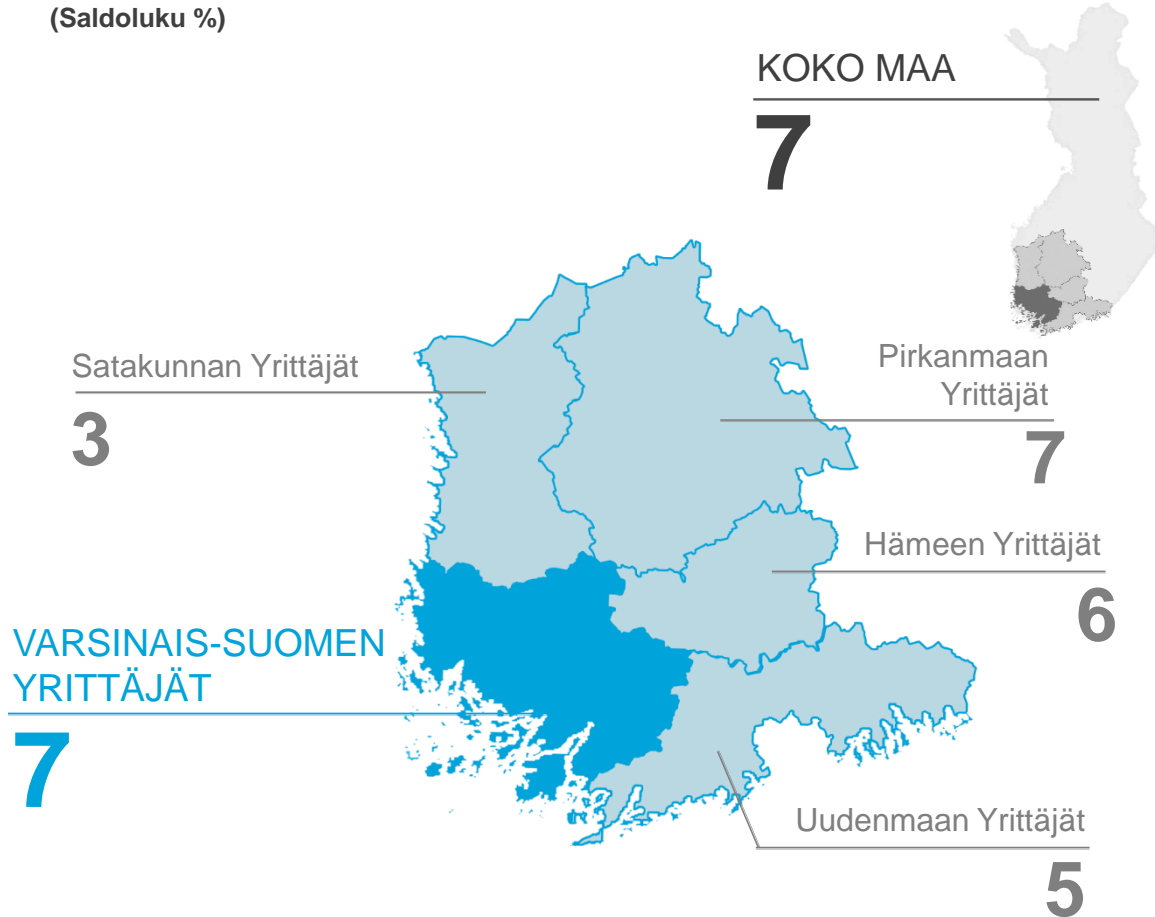 (Saldoluku %)
KOKO MAA
7
Satakunnan Yrittäjät
3
Pirkanmaan
Yrittäjät
7
Hämeen Yrittäjät
6
VARSINAIS-SUOMEN
YRITTÄJÄT
7
Uudenmaan Yrittäjät
5